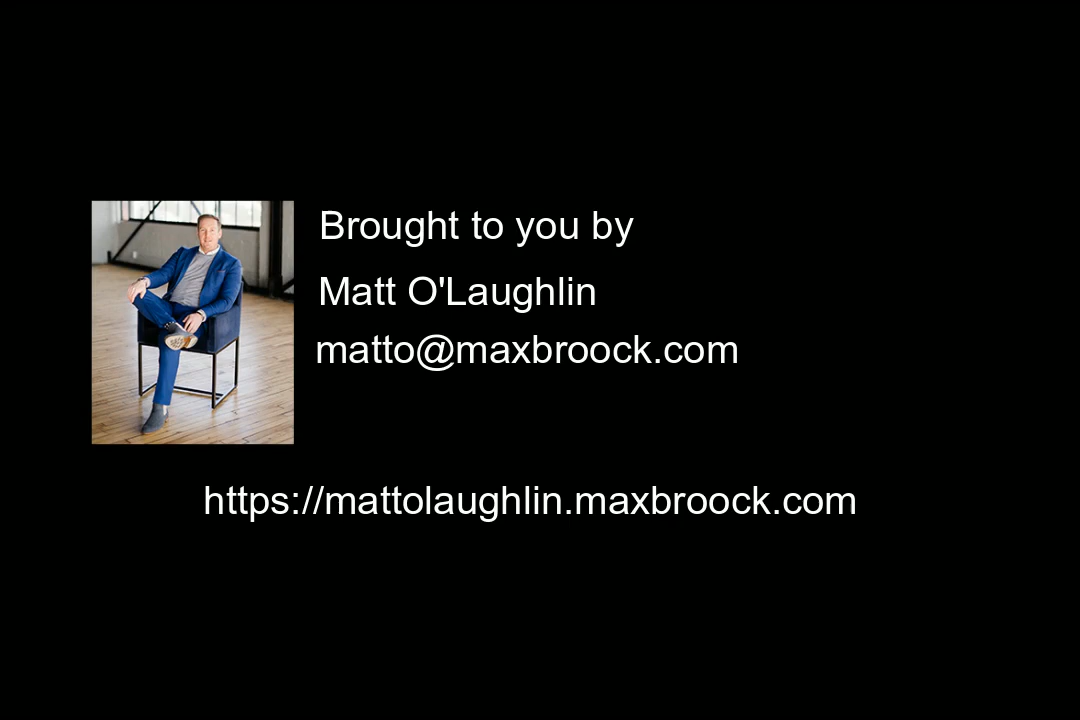 Brought to you by
Matt O'Laughlin
matto@maxbroock.com
https://mattolaughlin.maxbroock.com